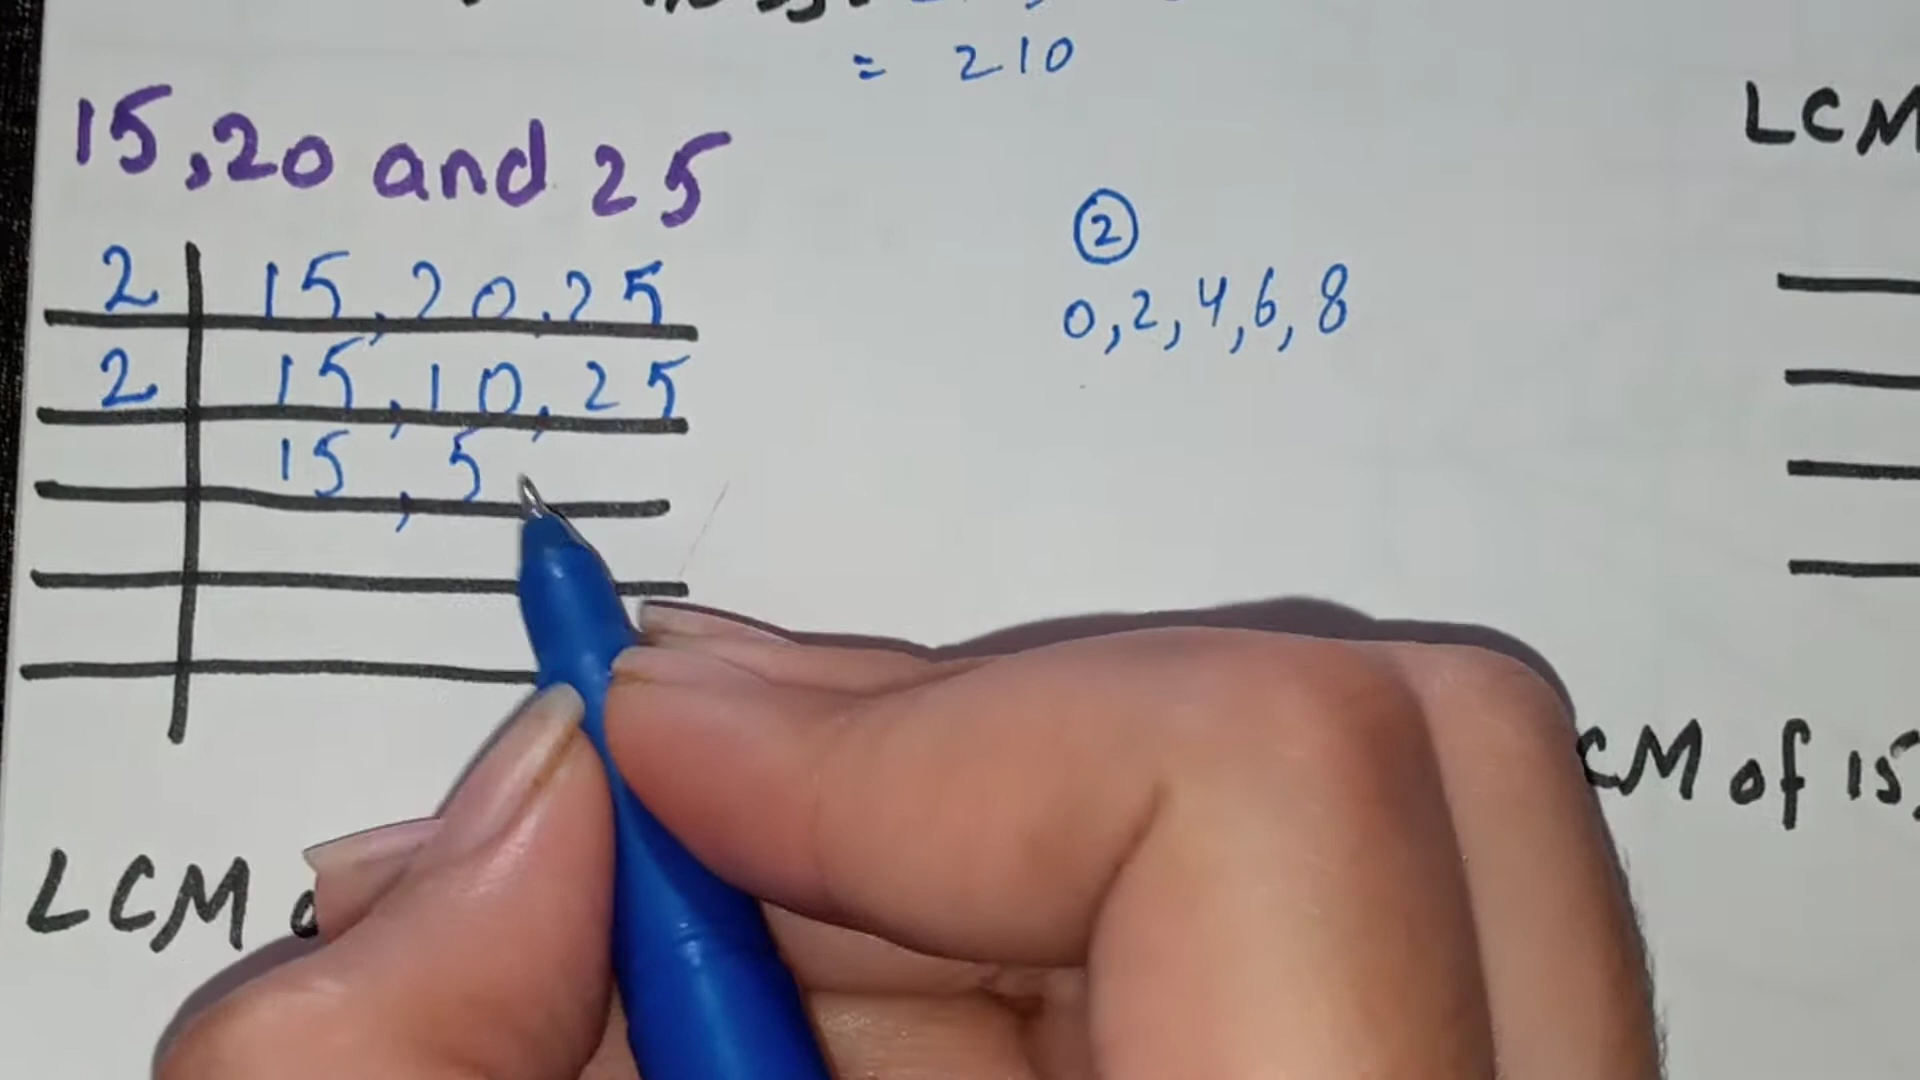 = 210
15,20 and 25
2 15,20,25
2 15,10,25
15,5
②
0,2,4,6,8
LCM
LCM
CM of 15,